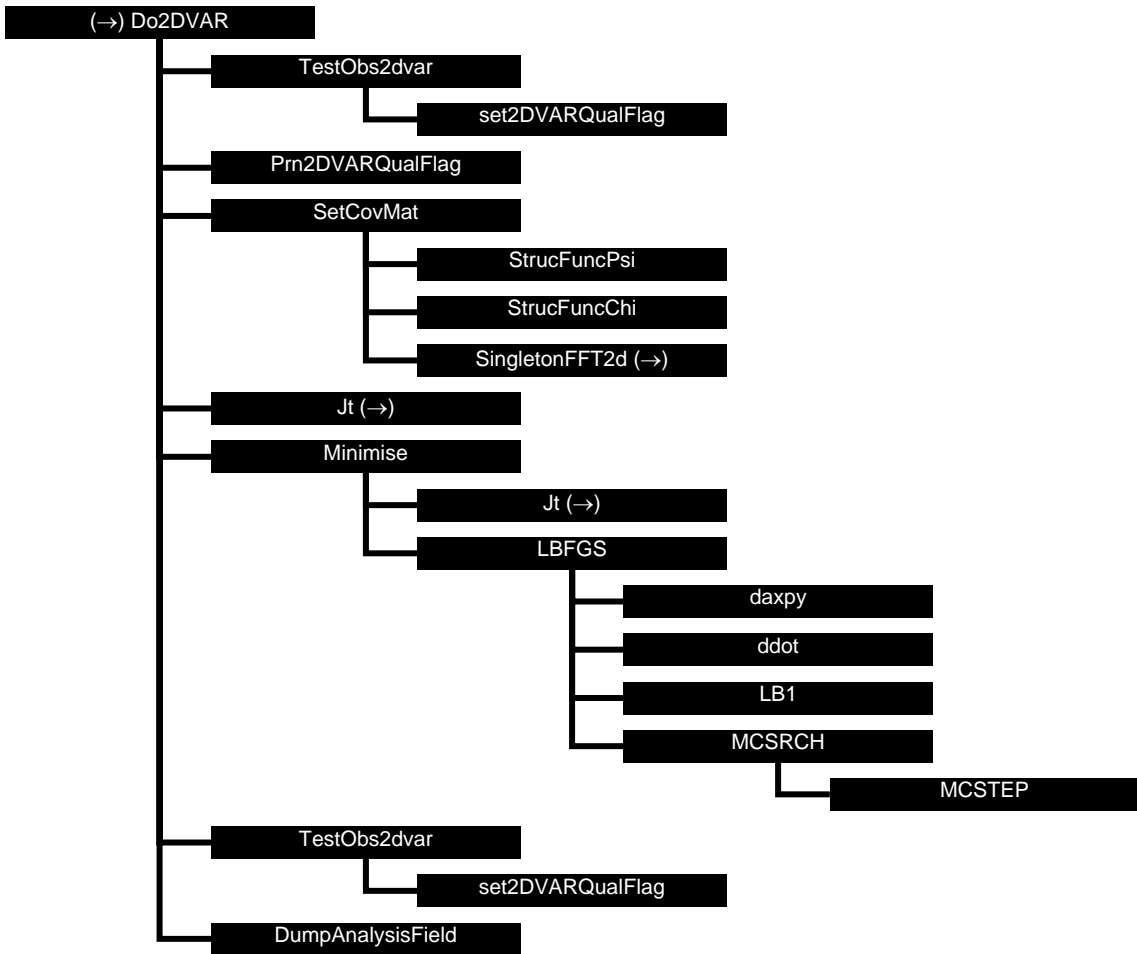 (→) Do2DVAR
TestObs2dvar
set2DVARQualFlag
Prn2DVARQualFlag
SetCovMat
StrucFuncPsi
StrucFuncChi
SingletonFFT2d (→)
Jt (→)
Minimise
Jt (→)
LBFGS
daxpy
ddot
LB1
MCSRCH
MCSTEP
TestObs2dvar
set2DVARQualFlag
DumpAnalysisField